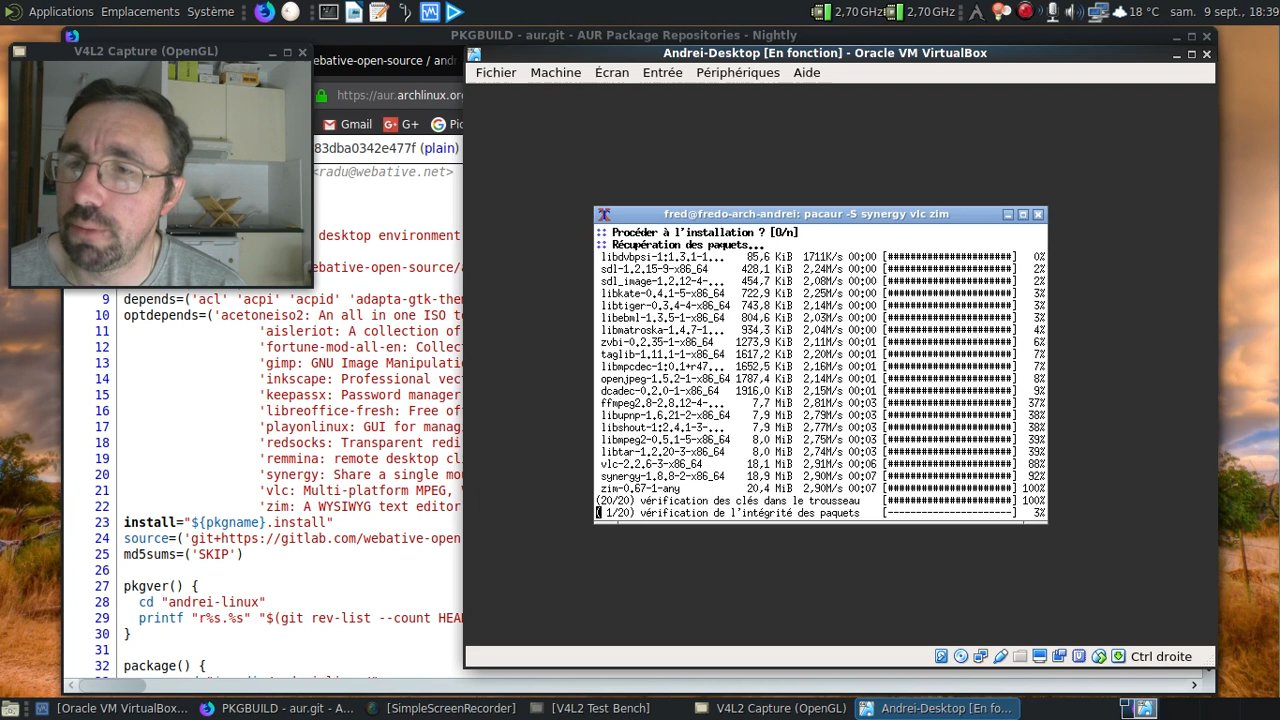 Applications Emplacements Système
2,70GHz 2,70GHz 18 °C sam. 9 sept., 18:39
PKGBUILD - aur.git - AUR Package Repositories - Nightly
V4L2 Capture (OpenGL)
Andrei-Desktop [En fonction] - Oracle VM VirtualBox
ebative-open-source / andr
Fichier Machine Écran Entrée Périphériques Aide
https://aur.archlinux.or
Gmail G+ G+ Pic
83dba0342e477f (plain)
<radu@webative.net>
desktop environment
ebative-open-source/a
9 depends=('acl' 'acpi' 'acpid' 'adapta-gtk-the
10 optdepends=('acetoneiso2: An all in one ISO to
11 'aisleriot: A collection of
12 'fortune-mod-all-en: Collec
13 'gimp: GNU Image Manipulati
14 'inkscape: Professional vec
15 'keepassx: Password manager
16 'libreoffice-fresh: Free of
17 'playonlinux: GUI for manag
18 'redsocks: Transparent redi
19 'remmina: remote desktop cl
20 'synergy: Share a single mo
21 'vlc: Multi-platform MPEG, V
22 'zim: A WYSIWYG text editor
23 install="${pkgname}.install"
24 source=('git+https://gitlab.com/webative-open
25 md5sums=('SKIP')
26
27 pkgver() {
28 cd "andrei-linux"
29 printf "r%s.%s" "$(git rev-list --count HEA
30 }
31
32 package() {
fred@fredo-arch-andrei: pacaur -S synergy vlc zim
:: Procéder à l'installation ? [O/n]
:: Récupération des paquets...
libdvbpsi-1:1.3.1-1... 85,6 KiB 1711K/s 00:00 [######################] 0%
sdl-1.2.15-9-x86_64 428,1 KiB 2,24M/s 00:00 [######################] 2%
sdl_image-1.2.12-4-... 454,7 KiB 2,08M/s 00:00 [######################] 2%
libkate-0.4.1-5-x86_64 722,9 KiB 2,25M/s 00:00 [######################] 3%
libtiger-0.3.4-4-x86_64 743,8 KiB 2,14M/s 00:00 [######################] 3%
libebml-1.3.5-1-x86_64 804,6 KiB 2,03M/s 00:00 [######################] 3%
libmatroska-1.4.7-1... 934,3 KiB 2,04M/s 00:00 [######################] 4%
zvbi-0.2.35-1-x86_64 1273,9 KiB 2,11M/s 00:01 [######################] 6%
taglib-1.11.1-1-x86_64 1617,2 KiB 2,20M/s 00:01 [######################] 7%
libmpcdec-1:0.1+r47... 1652,5 KiB 2,16M/s 00:01 [######################] 7%
openjpeg-1.5.2-1-x86_64 1787,4 KiB 2,14M/s 00:01 [######################] 8%
dcadec-0.2.0-1-x86_64 1916,0 KiB 2,15M/s 00:01 [######################] 9%
ffmpeg2.8-2.8.12-4-... 7,7 MiB 2,81M/s 00:03 [######################] 37%
libupnp-1.6.21-2-x86_64 7,9 MiB 2,79M/s 00:03 [######################] 38%
libshout-1:2.4.1-3-... 7,9 MiB 2,77M/s 00:03 [######################] 38%
libmpeg2-0.5.1-5-x86_64 8,0 MiB 2,75M/s 00:03 [######################] 39%
libtar-1.2.20-3-x86_64 8,0 MiB 2,74M/s 00:03 [######################] 39%
vlc-2.2.6-3-x86_64 18,1 MiB 2,91M/s 00:06 [######################] 88%
synergy-1.8.8-2-x86_64 18,9 MiB 2,90M/s 00:07 [######################] 92%
zim-0.67-1-any 20,4 MiB 2,90M/s 00:07 [######################] 100%
(20/20) vérification des clés dans le trousseau [######################] 100%
( 1/20) vérification de l'intégrité des paquets [----------------------] 3%
Ctrl droite
[Oracle VM VirtualBox... PKGBUILD - aur.git - A... [SimpleScreenRecorder] [V4L2 Test Bench] V4L2 Capture (OpenGL) Andrei-Desktop [En fo...